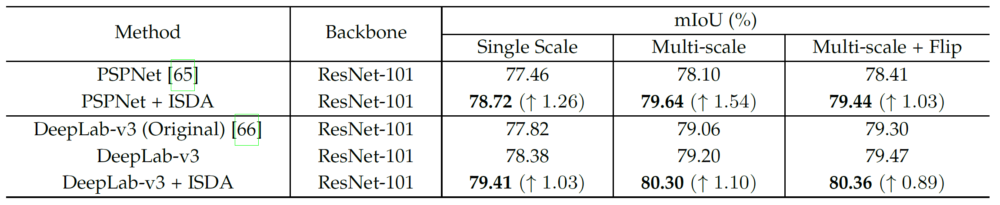 Method Backbone mIoU (%)
Single Scale Multi-scale Multi-scale + Flip
PSPNet [65] ResNet-101 77.46 78.10 78.41
PSPNet + ISDA ResNet-101 78.72 (↑ 1.26) 79.64 (↑ 1.54) 79.44 (↑ 1.03)
DeepLab-v3 (Original) [66] ResNet-101 77.82 79.06 79.30
DeepLab-v3 ResNet-101 78.38 79.20 79.47
DeepLab-v3 + ISDA ResNet-101 79.41 (↑ 1.03) 80.30 (↑ 1.10) 80.36 (↑ 0.89)